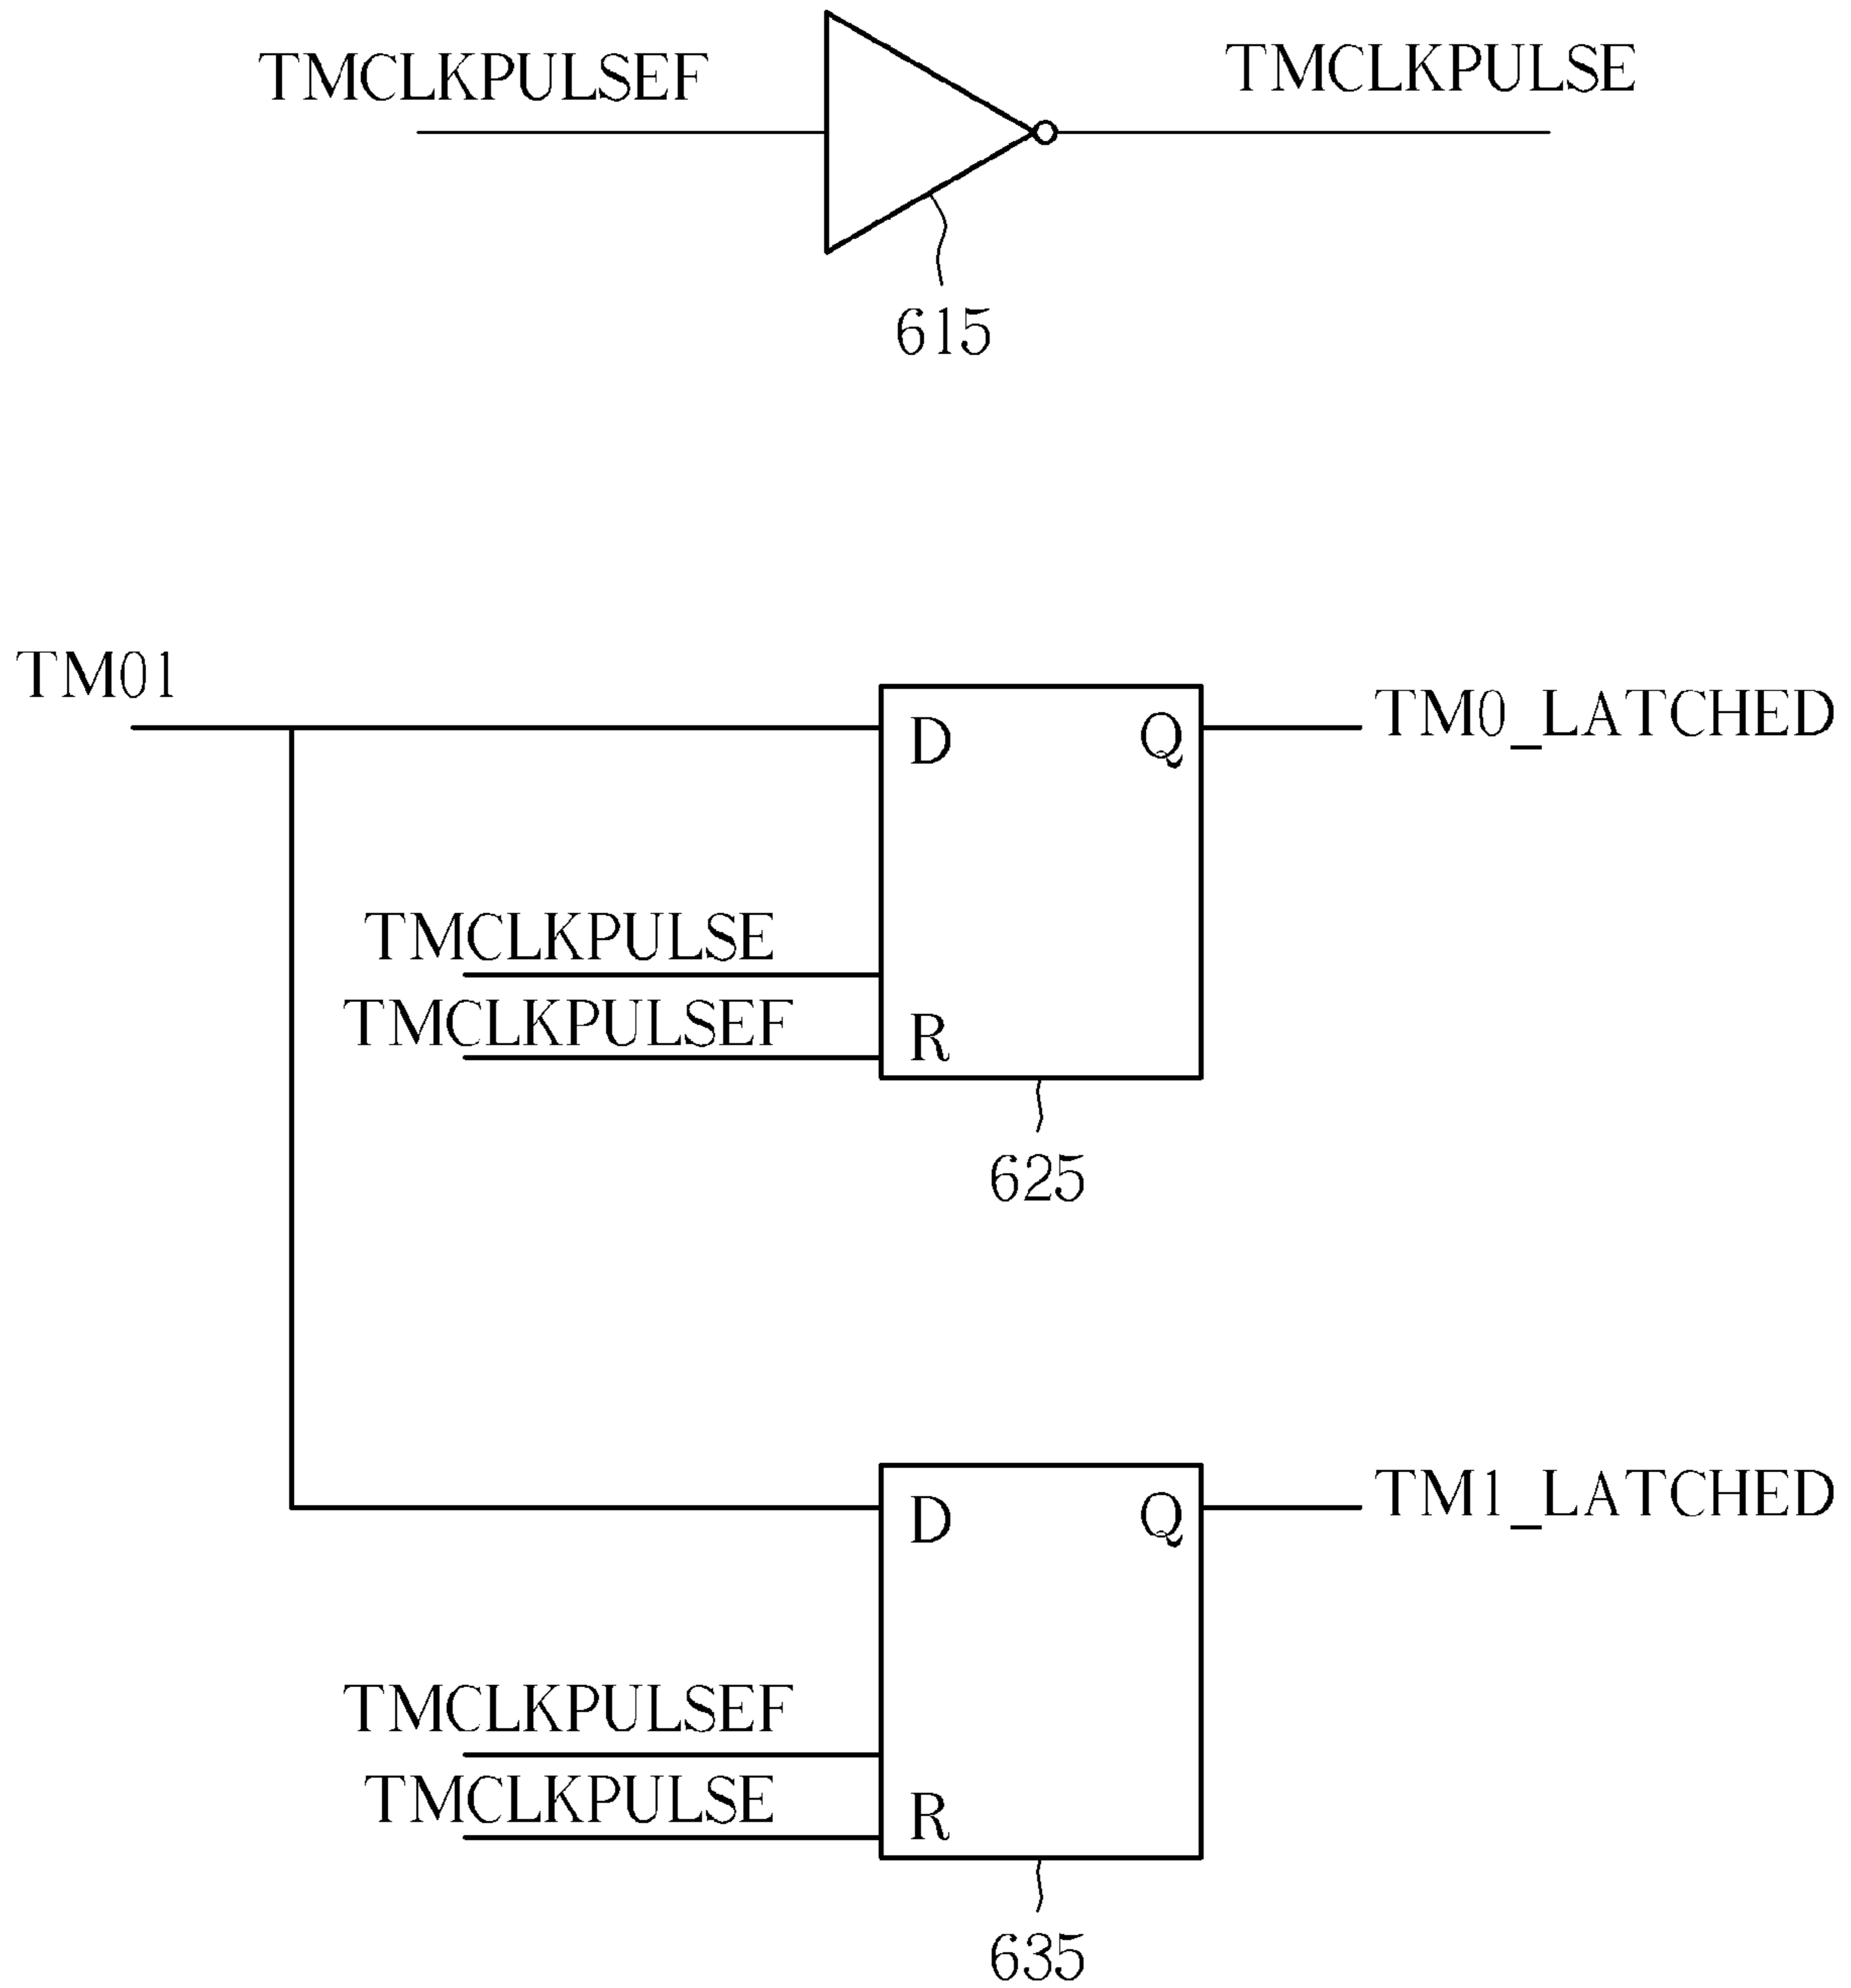 TMCLKPULSEF
TMCLKPULSE
615
TM01
D
Q
TM0_LATCHED
TMCLKPULSE
TMCLKPULSEF
R
625
D
Q
TM1_LATCHED
TMCLKPULSEF
TMCLKPULSE
R
635